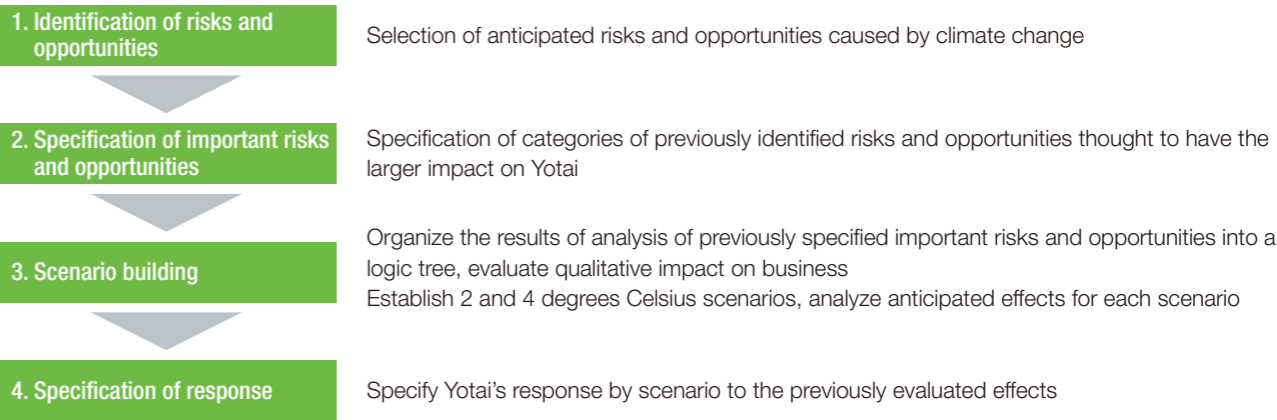 1. Identification of risks and
opportunities
Selection of anticipated risks and opportunities caused by climate change
2. Specification of important risks
and opportunities
Specification of categories of previously identified risks and opportunities thought to have the
larger impact on Yotai
3. Scenario building
Organize the results of analysis of previously specified important risks and opportunities into a
logic tree, evaluate qualitative impact on business
Establish 2 and 4 degrees Celsius scenarios, analyze anticipated effects for each scenario
4. Specification of response
Specify Yotai’s response by scenario to the previously evaluated effects